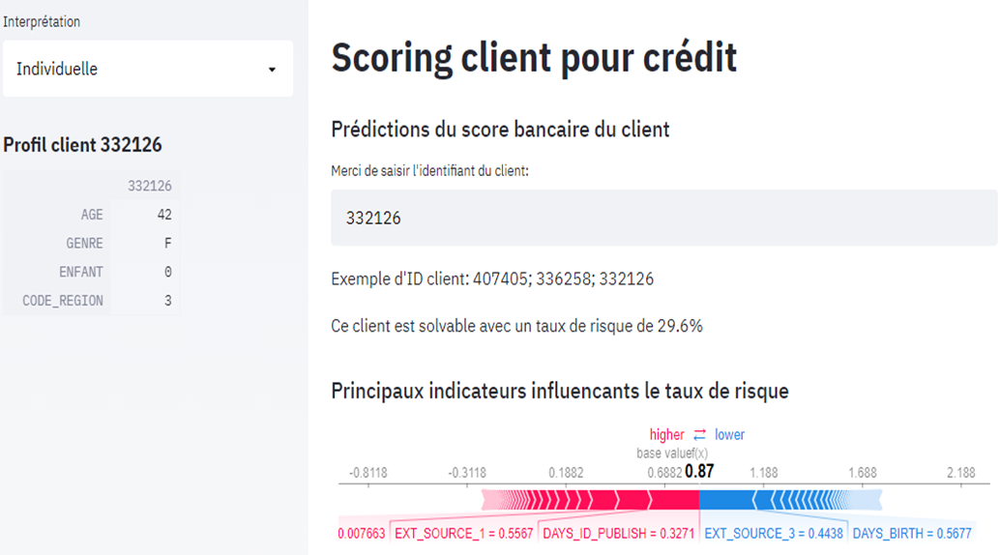 Interprétation
Individuelle
Profil client 332126
332126
AGE 42
GENRE F
ENFANT 0
CODE_REGION 3
Scoring client pour crédit
Prédictions du score bancaire du client
Merci de saisir l'identifiant du client:
332126
Exemple d'ID client: 407405; 336258; 332126
Ce client est solvable avec un taux de risque de 29.6%
Principaux indicateurs influencants le taux de risque
higher ⇄ lower
base value f(x)
-0.8118 -0.3118 0.1882 0.6882 0.87 1.188 1.688 2.188
0.007663 EXT_SOURCE_1 = 0.5567 DAYS_ID_PUBLISH = 0.3271 EXT_SOURCE_3 = 0.4438 DAYS_BIRTH = 0.5677